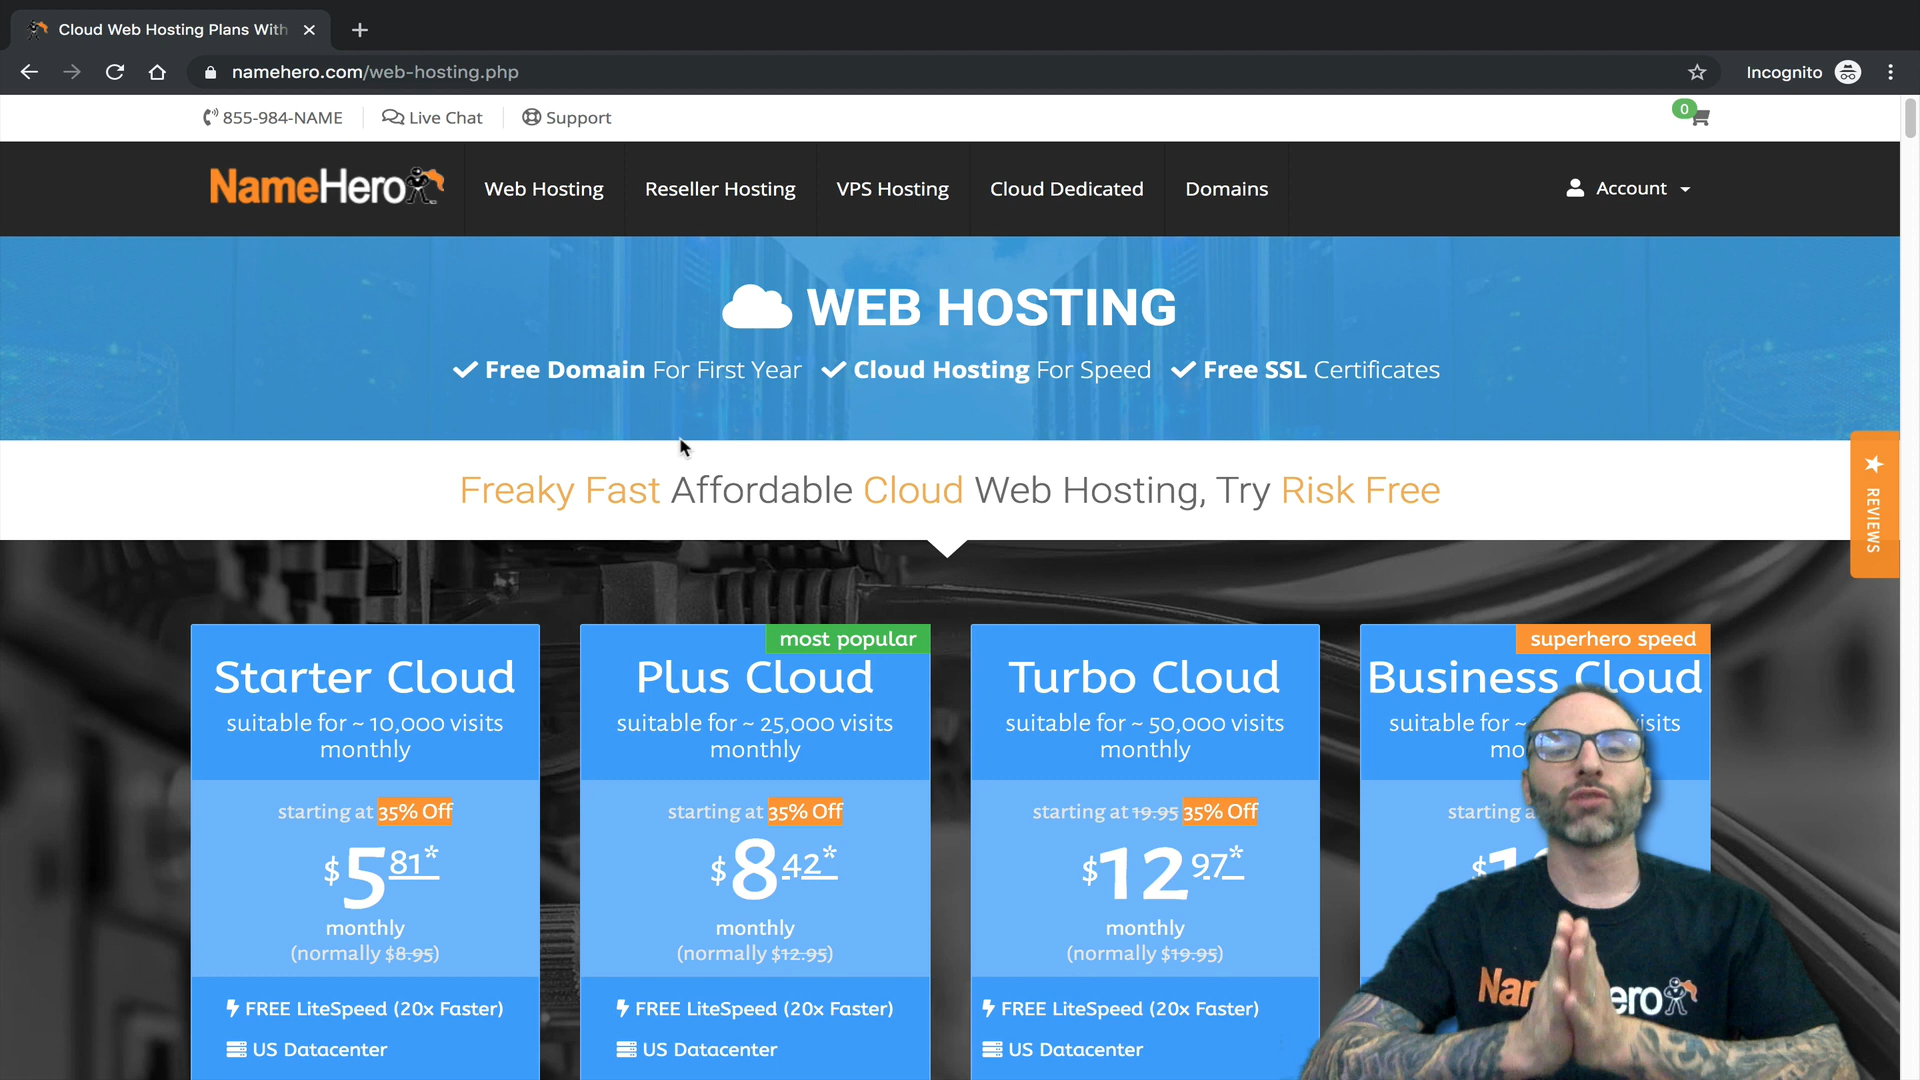 Cloud Web Hosting Plans With
namehero.com/web-hosting.php
Incognito
855-984-NAME
Live Chat
Support
0
NameHero
Web Hosting
Reseller Hosting
VPS Hosting
Cloud Dedicated
Domains
Account
WEB HOSTING
Free Domain For First Year
Cloud Hosting For Speed
Free SSL Certificates
REVIEWS
Freaky Fast Affordable Cloud Web Hosting, Try Risk Free
Starter Cloud
suitable for ~ 10,000 visits
monthly
starting at 35% Off
$5 81*
monthly
(normally $8.95)
FREE LiteSpeed (20x Faster)
US Datacenter
most popular
Plus Cloud
suitable for ~ 25,000 visits
monthly
starting at 35% Off
$8.42*
monthly
(normally $12.95)
FREE LiteSpeed (20x Faster)
US Datacenter
Turbo Cloud
suitable for ~ 50,000 visits
monthly
starting at 19.95 35% Off
$12 97*
monthly
(normally $19.95)
FREE LiteSpeed (20x Faster)
US Datacenter
superhero speed
Business Cloud
suitable for ~ visits
starting
$